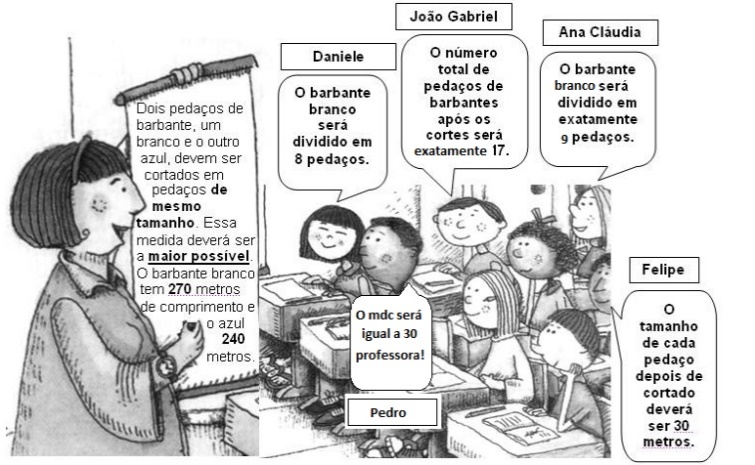 João Gabriel
Daniele
Ana Cláudia
Dois pedaços de
barbante, um
branco e o outro
azul, devem ser
cortados em
pedaços de
mesmo
tamanho. Essa
medida deverá ser
a maior possível.
O barbante branco
tem 270 metros
de comprimento e
o azul
240
metros.
O barbante
branco
será
dividido em
8 pedaços.
O número
total de
pedaços de
barbantes
após os
cortes será
exatamente 17.
O barbante
branco será
dividido em
exatamente
9 pedaços.
O mdc será
igual a 30
professora!
Pedro
Felipe
O
tamanho
de cada
pedaço
depois de
cortado
deverá
ser 30
metros.